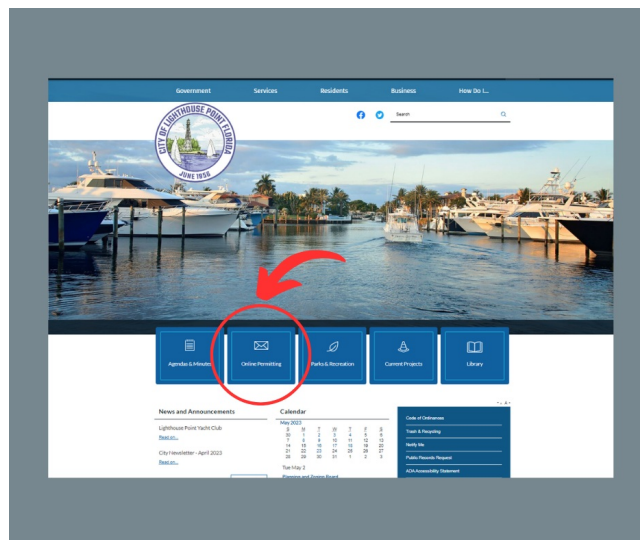 Government Services Residents Business How Do I...
CITY OF LIGHTHOUSE POINT FLORIDA
JUNE 1956
Search
Agendas & Minutes
Online Permitting
Parks & Recreation
Current Projects
Library
News and Announcements
Lighthouse Point Yacht Club
Read on...
City Newsletter - April 2023
Read on...
Calendar
May 2023
S M T W T F S
30 1 2 3 4 5 6
7 8 9 10 11 12 13
14 15 16 17 18 19 20
21 22 23 24 25 26 27
28 29 30 31 1 2 3
Tue May 2
Planning and Zoning Board
Code of Ordinances
Trash & Recycling
Notify Me
Public Records Request
ADA Accessibility Statement